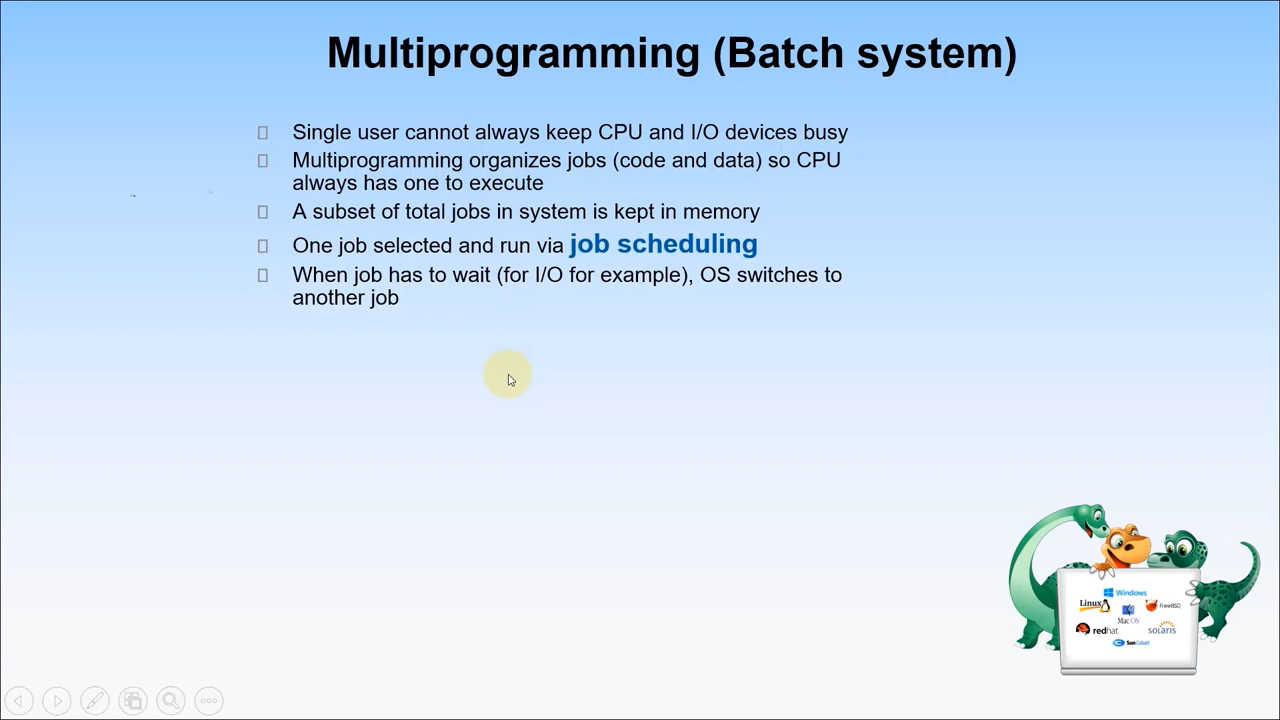 Multiprogramming (Batch system)
Single user cannot always keep CPU and I/O devices busy
Multiprogramming organizes jobs (code and data) so CPU
always has one to execute
A subset of total jobs in system is kept in memory
One job selected and run via job scheduling
When job has to wait (for I/O for example), OS switches to
another job
Windows
Linux
FreeBSD
Mac OS
redhat
solaris
Sun Cobalt